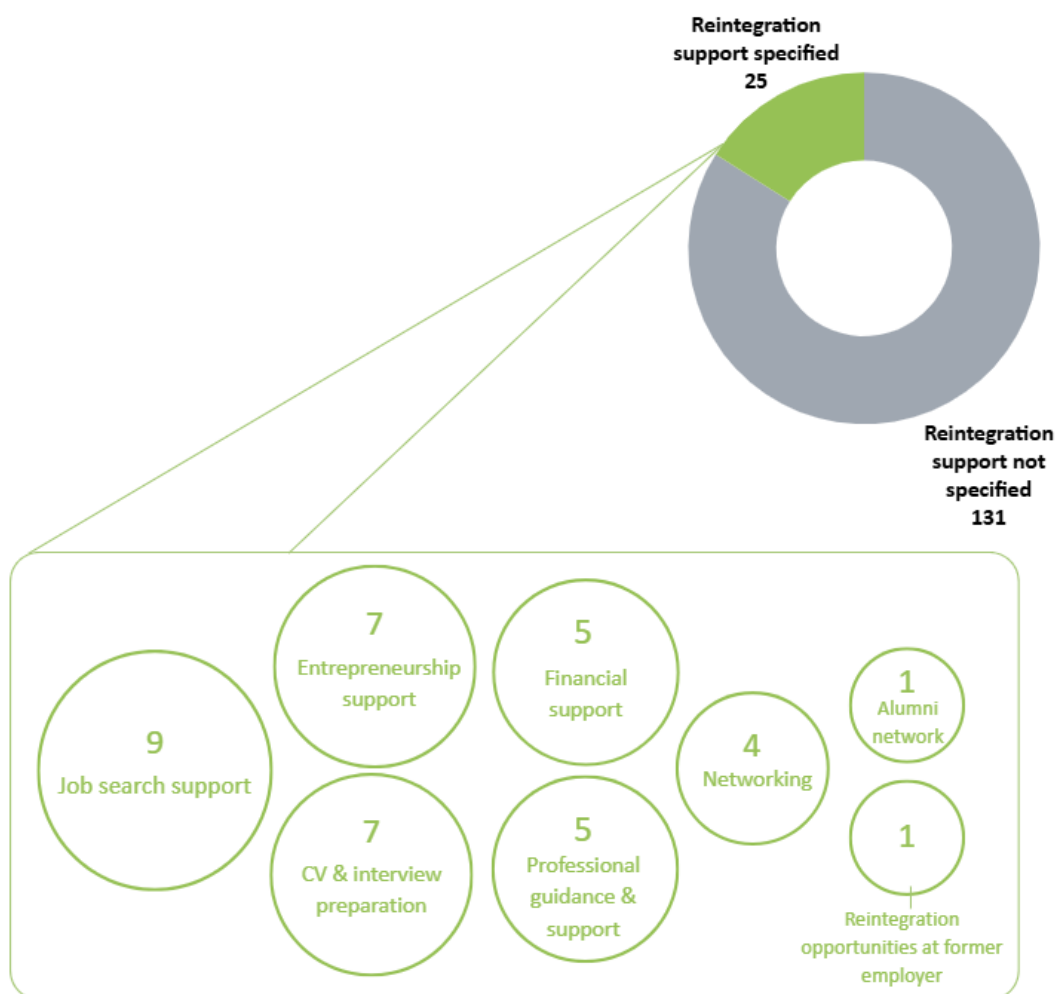 Reintegration
support specified
25
Reintegration
support not
specified
131
9
Job search support
7
Entrepreneurship
support
7
CV & interview
preparation
5
Financial
support
5
Professional
guidance &
support
4
Networking
1
Alumni
network
1
Reintegration
opportunities at former
employer